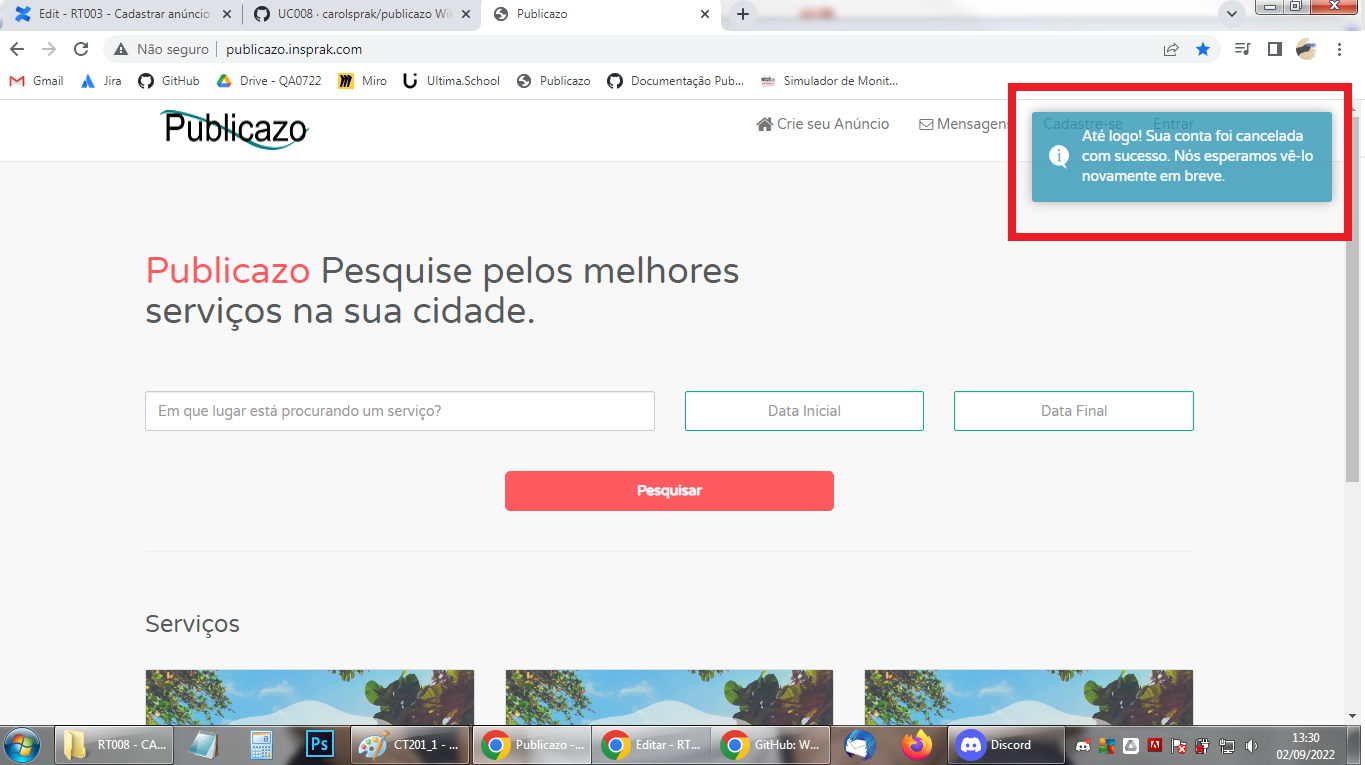 Edit - RT003 - Cadastrar anúncio
UC008 · carolsprak/publicazo Wi
Publicazo
Não seguro
publicazo.insprak.com
Gmail
Jira
GitHub
Drive - QA0722
Miro
Ultima.School
Publicazo
Documentação Pub...
Simulador de Monit...
Publicazo
Crie seu Anúncio
Mensagens
Cadastre-se
Entrar
Até logo! Sua conta foi cancelada
com sucesso. Nós esperamos vê-lo
novamente em breve.
Publicazo Pesquise pelos melhores
serviços na sua cidade.
Em que lugar está procurando um serviço?
Data Inicial
Data Final
Pesquisar
Serviços
RT008 - CA...
Ps
CT201_1 - ...
Publicazo -...
Editar - RT...
GitHub: W...
Discord
13:30
02/09/2022